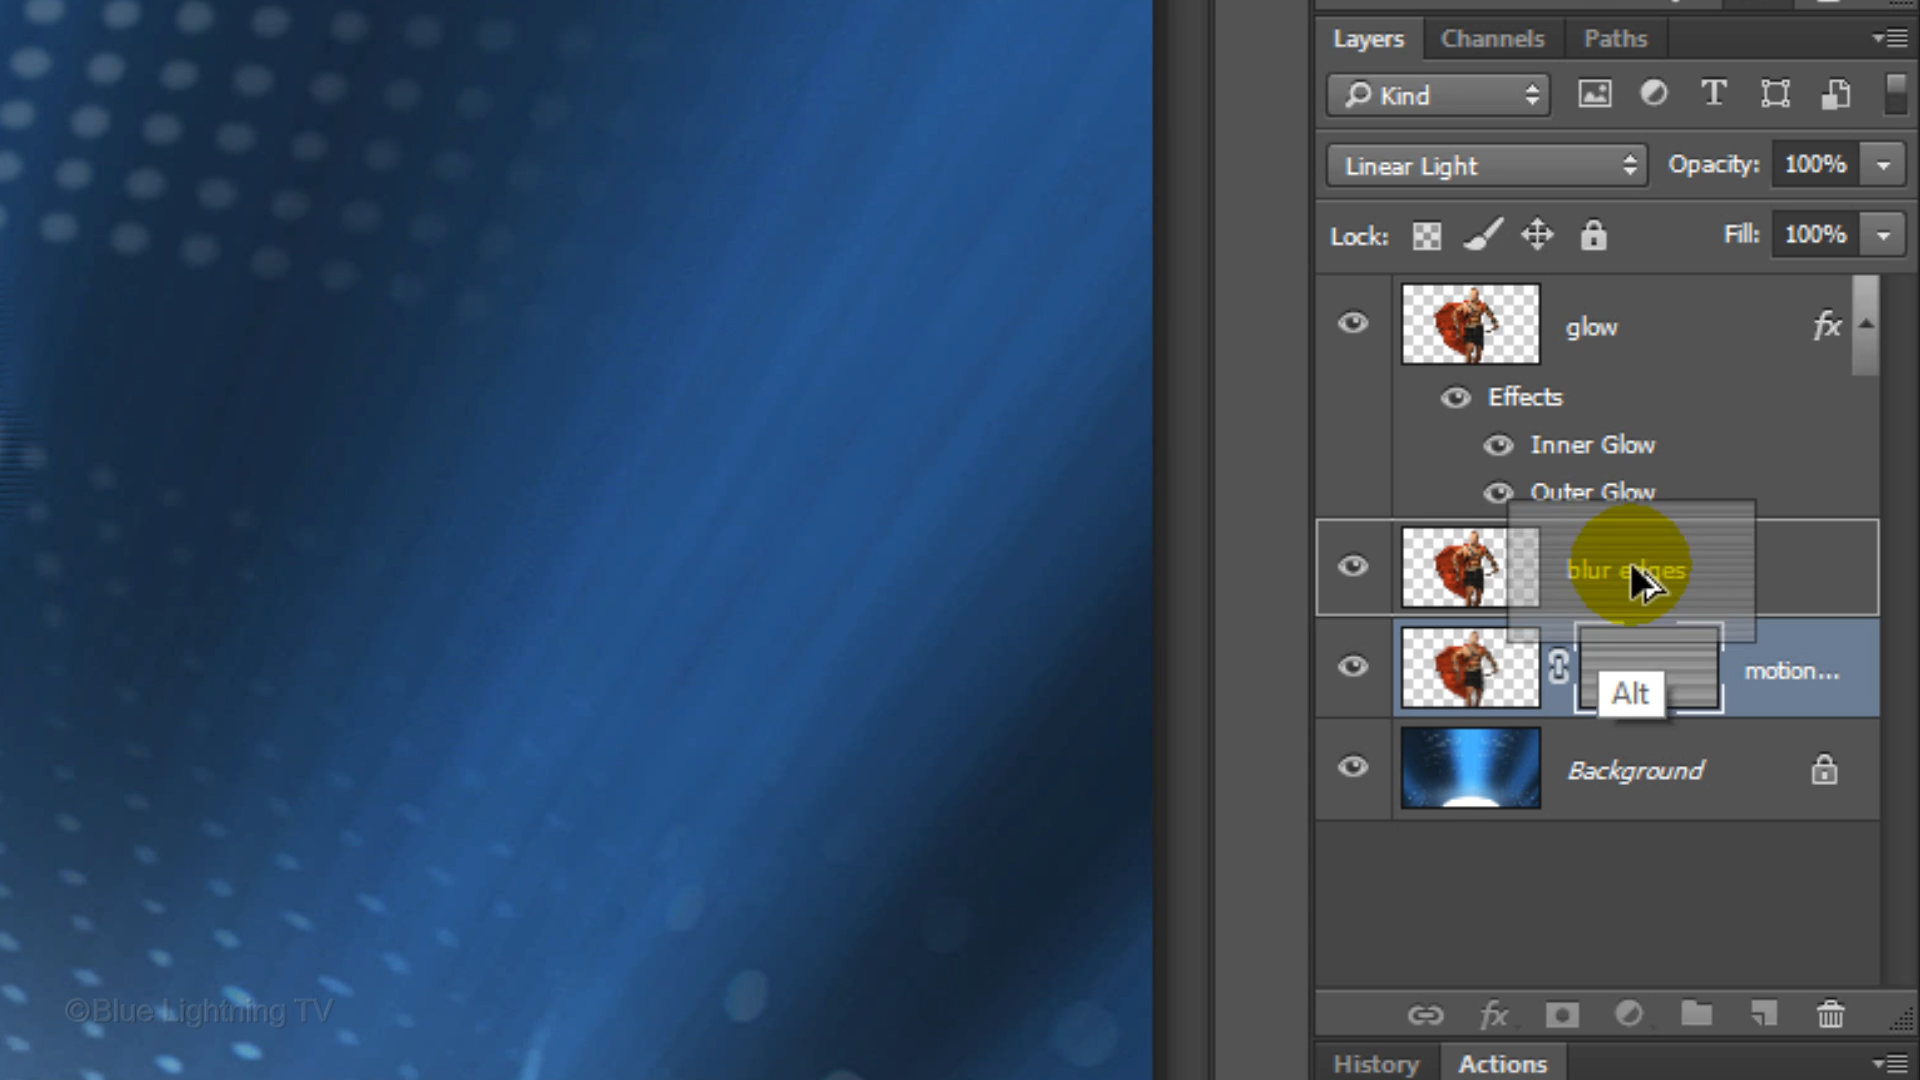 Layers Channels Paths
Kind
Linear Light Opacity: 100%
Lock: Fill: 100%
glow fx
Effects
Inner Glow
Outer Glow
blur edges
motion...
Alt
Background
fx
©Blue Lightning TV
History Actions